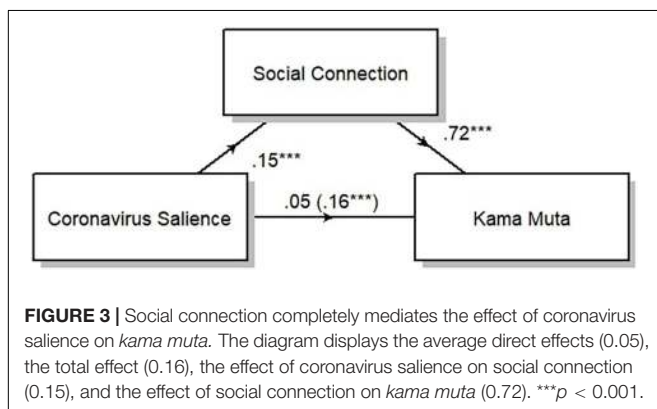 Social Connection
.72***
.15***
.05 (.16***)
Coronavirus Salience
Kama Muta
FIGURE 3 | Social connection completely mediates the effect of coronavirus
salience on kama muta. The diagram displays the average direct effects (0.05),
the total effect (0.16), the effect of coronavirus salience on social connection
(0.15), and the effect of social connection on kama muta (0.72). ***p < 0.001.